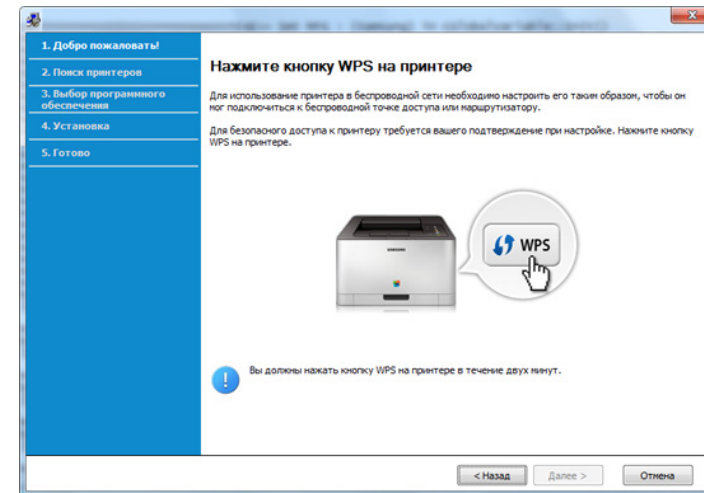 1. Добро пожаловать!
2. Поиск принтеров
3. Выбор программного
обеспечения
4. Установка
5. Готово
Нажмите кнопку WPS на принтере
Для использование принтера в беспроводной сети необходимо настроить его таким образом, чтобы он
мог подключиться к беспроводной точке доступа или маршрутизатору.
Для безопасного доступа к принтеру требуется вашего подтверждение при настройке. Нажмите кнопку
WPS на принтере.
SAMSUNG
WPS
Вы должны нажать кнопку WPS на принтере в течение двух минут.
< Назад
Далее >
Отмена